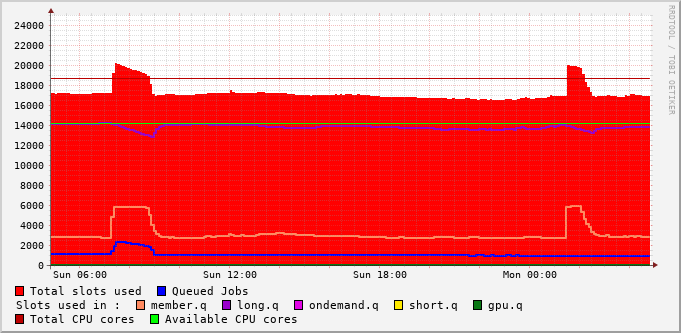 RRDTOOL / TOBI OETIKER
24000
22000
20000
18000
16000
14000
12000
10000
8000
6000
4000
2000
0
Sun 06:00 Sun 12:00 Sun 18:00 Mon 00:00
Total slots used Queued Jobs
Slots used in : member.q long.q ondemand.q short.q gpu.q
Total CPU cores Available CPU cores